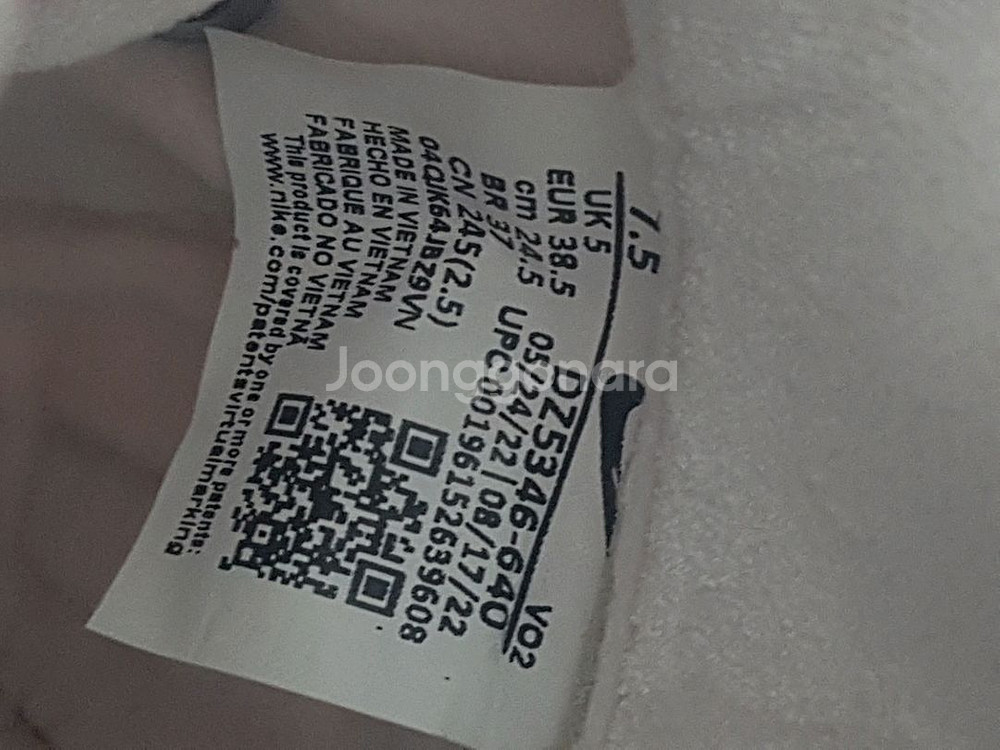 7.5
VO2
UK 5
EUR 38.5
cm 24.5
BR 37
CN 245(2.5)
DZ5346-640
05/24/22 | 08/17/22
UPC00196152639608
04QIK64JBZ9VN
MADE IN VIETNAM
HECHO EN VIETNAM
FABRIQUE AU VIETNAM
FABRICADO NO VIETNAM
This product is covered by one or more patents:
www.nike.com/patentsvirtualmarking
Joonggonara